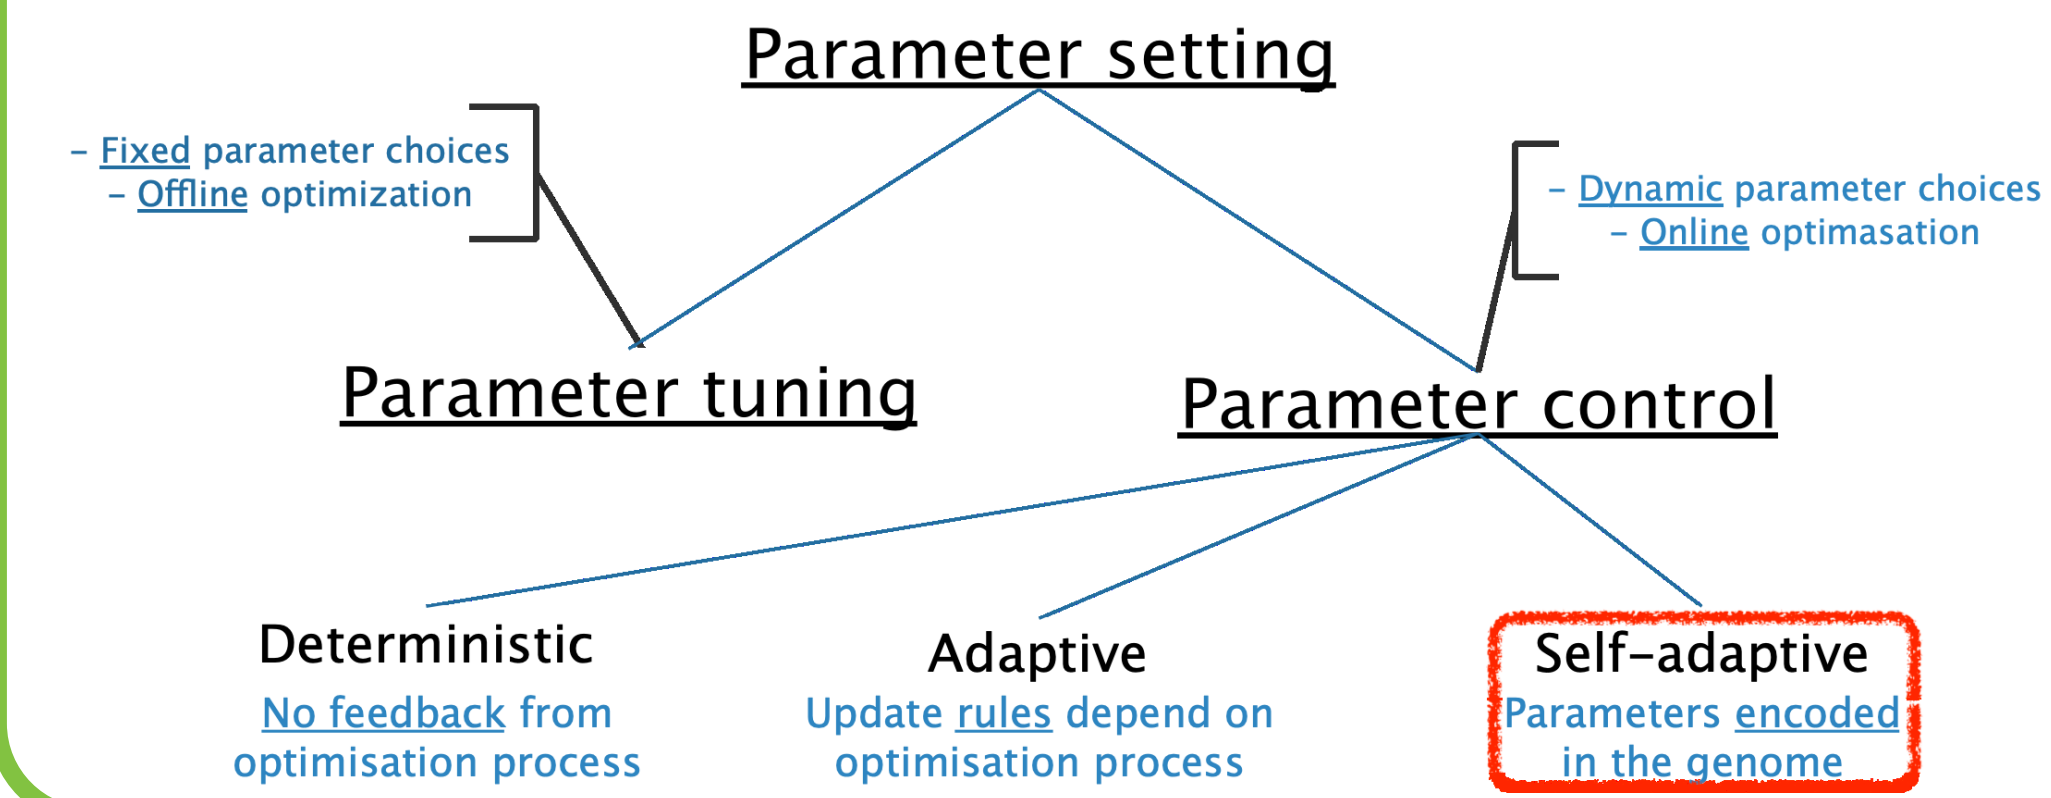 Parameter setting
- Fixed parameter choices
- Offline optimization
- Dynamic parameter choices
- Online optimasation
Parameter tuning
Parameter control
Deterministic
No feedback from
optimisation process
Adaptive
Update rules depend on
optimisation process
Self-adaptive
Parameters encoded
in the genome